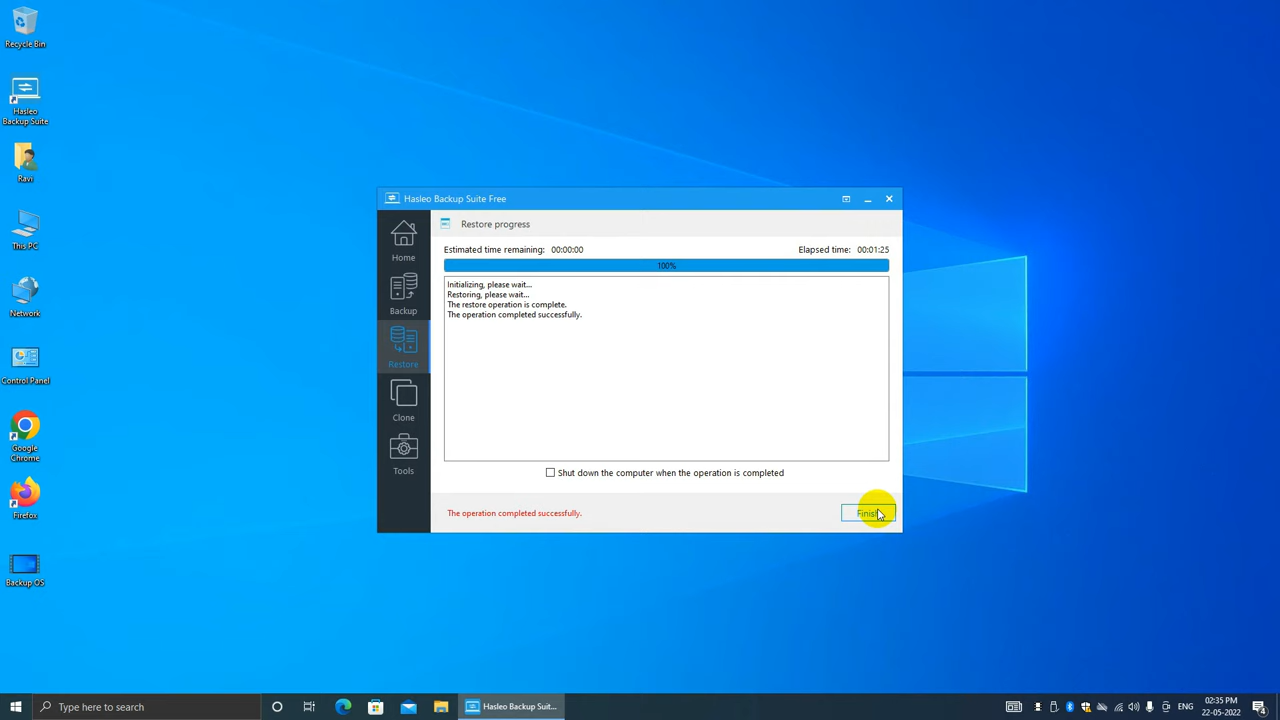 Recycle Bin
Hasleo
Backup Suite
Ravi
This PC
Network
Control Panel
Google
Chrome
Firefox
Backup OS
Hasleo Backup Suite Free
Home
Backup
Restore
Clone
Tools
Restore progress
Estimated time remaining: 00:00:00
Elapsed time: 00:01:25
100%
Initializing, please wait...
Restoring, please wait...
The restore operation is complete.
The operation completed successfully.
Shut down the computer when the operation is completed
The operation completed successfully.
Finish
Type here to search
Hasleo Backup Suit...
ENG
02:35 PM
22-05-2022